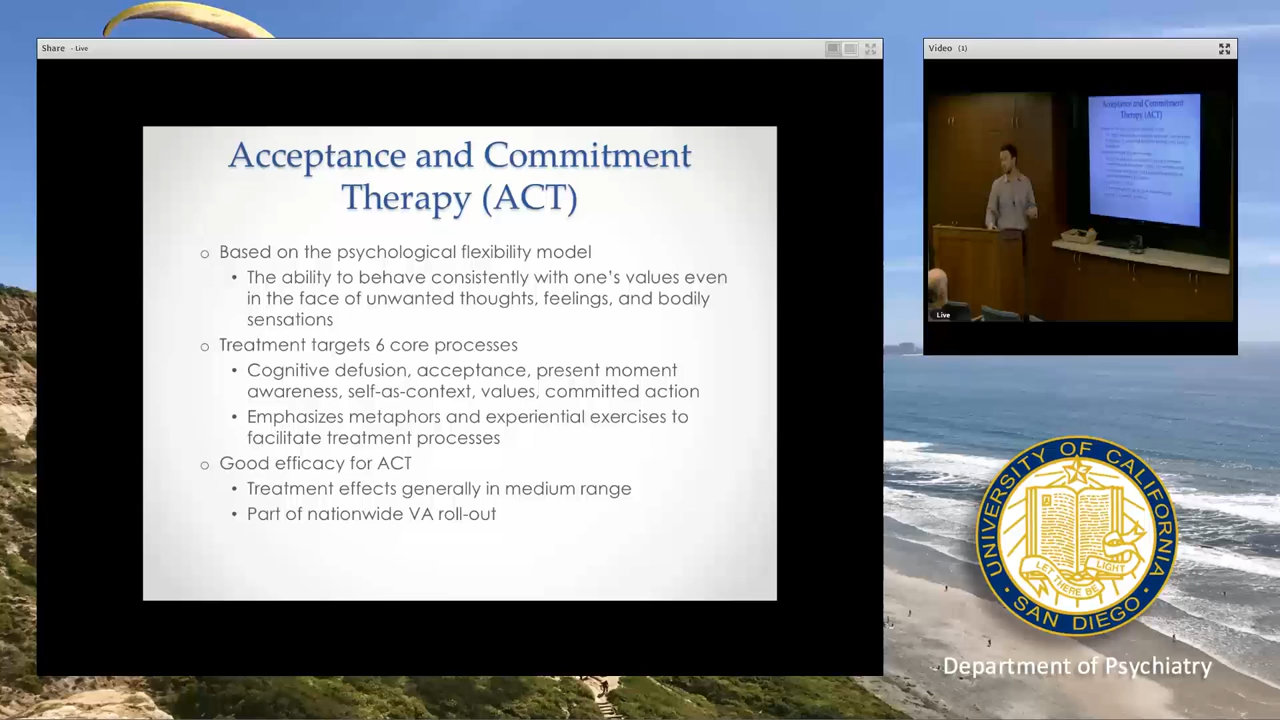 Share - Live
Video (1)
Acceptance and Commitment
Therapy (ACT)
o Based on the psychological flexibility model
• The ability to behave consistently with one's values even
in the face of unwanted thoughts, feelings, and bodily
sensations
o Treatment targets 6 core processes
• Cognitive defusion, acceptance, present moment
awareness, self-as-context, values, committed action
• Emphasizes metaphors and experiential exercises to
facilitate treatment processes
o Good efficacy for ACT
• Treatment effects generally in medium range
• Part of nationwide VA roll-out
Acceptance and Commitment
Therapy (ACT)
Live
UNIVERSITY OF CALIFORNIA
LET THERE BE LIGHT
• SAN DIEGO •
Department of Psychiatry